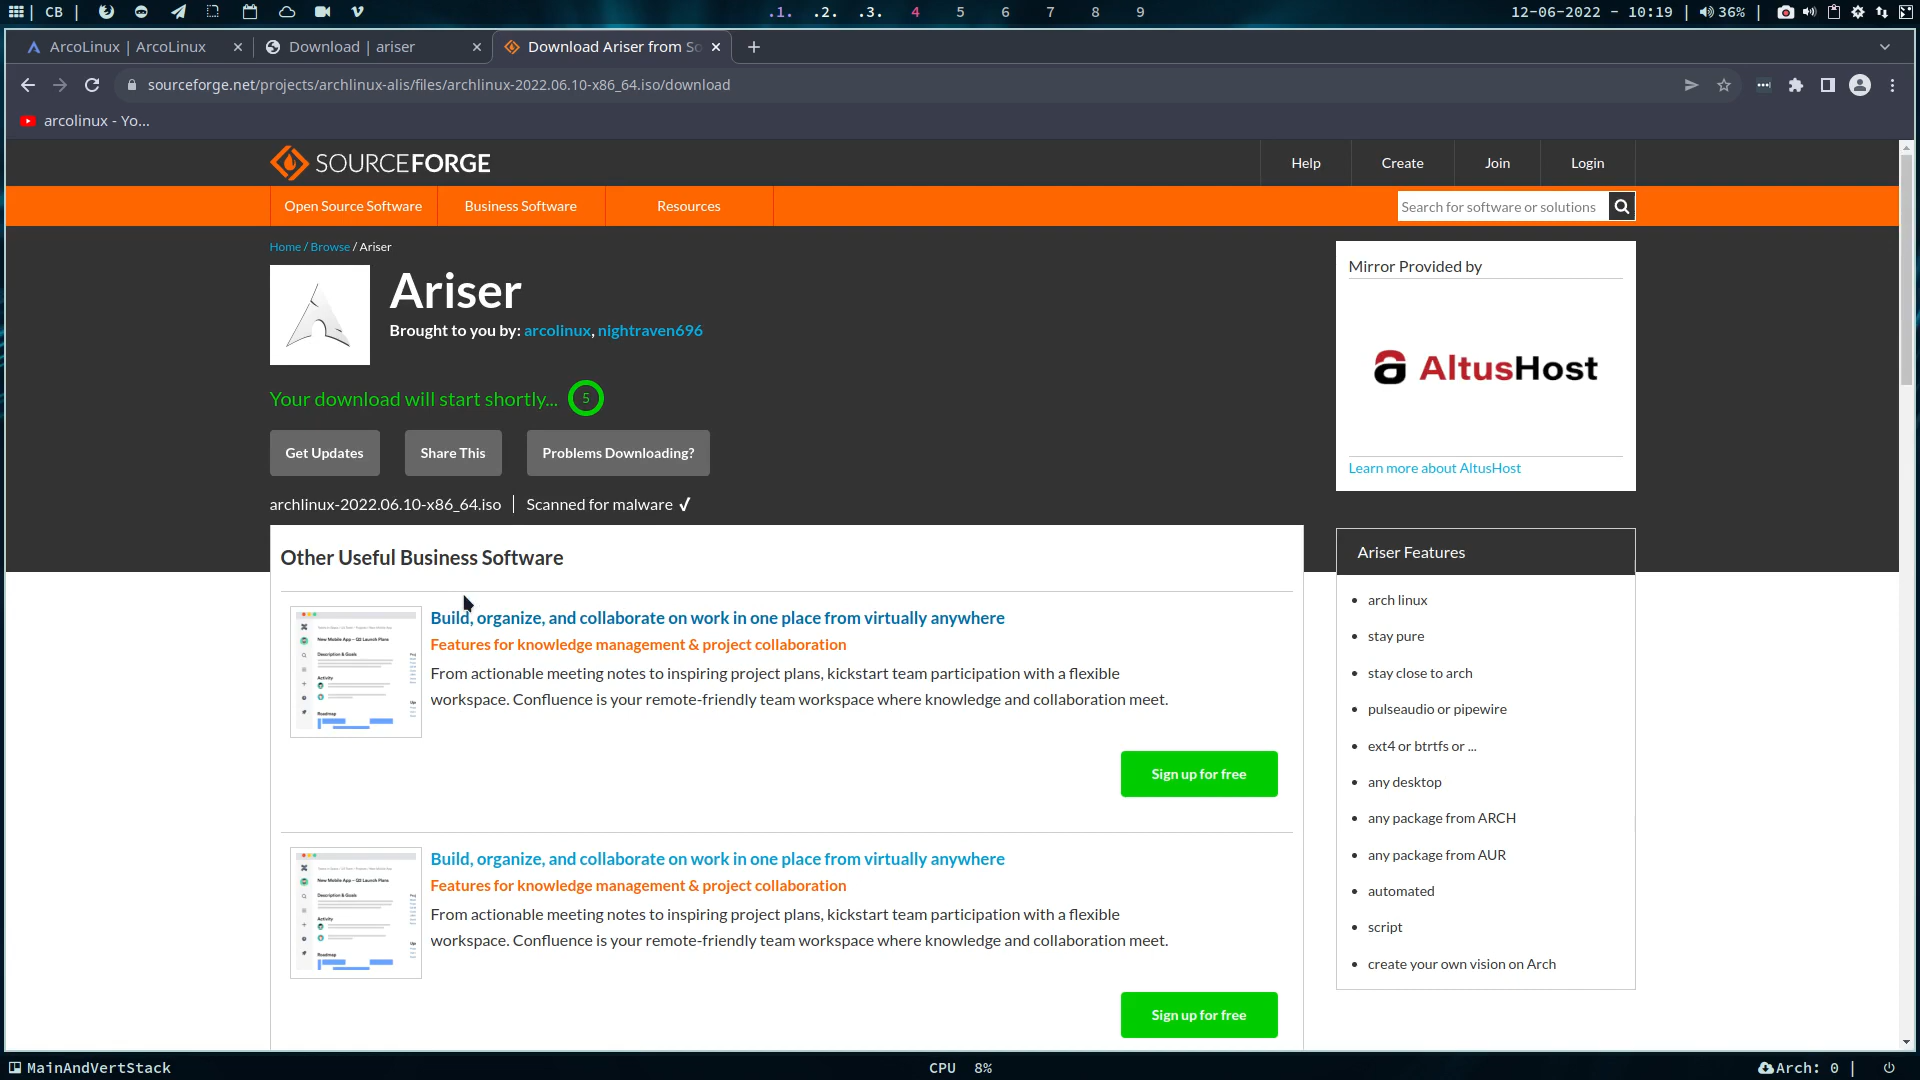 CB
.1. .2. .3. 4 5 6 7 8 9
12-06-2022 - 10:19 | 36% |
ArcoLinux | ArcoLinux
Download | ariser
Download Ariser from So
sourceforge.net/projects/archlinux-alis/files/archlinux-2022.06.10-x86_64.iso/download
arcolinux - Yo...
SOURCEFORGE
Help
Create
Join
Login
Open Source Software
Business Software
Resources
Search for software or solutions
Home / Browse / Ariser
Ariser
Brought to you by: arcolinux, nightraven696
Your download will start shortly... 5
Get Updates
Share This
Problems Downloading?
archlinux-2022.06.10-x86_64.iso
Scanned for malware ✓
Mirror Provided by
AltusHost
Learn more about AltusHost
Other Useful Business Software
Build, organize, and collaborate on work in one place from virtually anywhere
Features for knowledge management & project collaboration
From actionable meeting notes to inspiring project plans, kickstart team participation with a flexible
workspace. Confluence is your remote-friendly team workspace where knowledge and collaboration meet.
Sign up for free
Build, organize, and collaborate on work in one place from virtually anywhere
Features for knowledge management & project collaboration
From actionable meeting notes to inspiring project plans, kickstart team participation with a flexible
workspace. Confluence is your remote-friendly team workspace where knowledge and collaboration meet.
Sign up for free
Ariser Features
arch linux
stay pure
stay close to arch
pulseaudio or pipewire
ext4 or btrtfs or ...
any desktop
any package from ARCH
any package from AUR
automated
script
create your own vision on Arch
MainAndVertStack
CPU 8%
Arch: 0 |